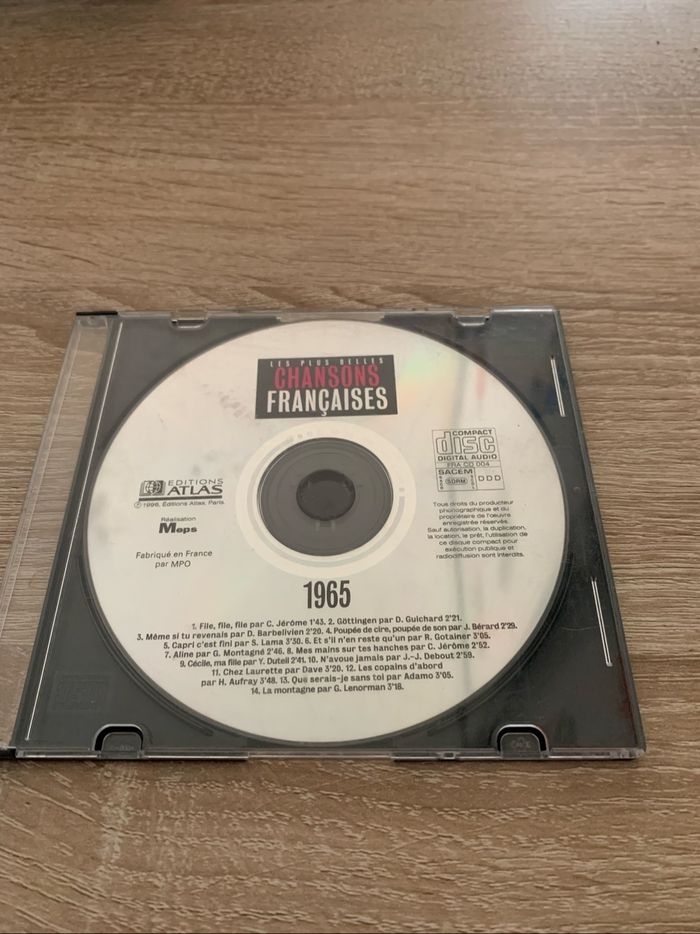 LES PLUS BELLES
CHANSONS
FRANÇAISES
EDITIONS
ATLAS
℗ 1996, Éditions Atlas, Paris.
Réalisation
Meps
Fabriqué en France
par MPO
COMPACT
disc
DIGITAL AUDIO
FRA CD 004
SACEM
SDRM
DDD
Tous droits du producteur
phonographique et du
propriétaire de l'œuvre
enregistrée réservés.
Sauf autorisation, la duplication,
la location, le prêt, l'utilisation de
ce disque compact pour
exécution publique et
radiodiffusion sont interdits.
1965
1. File, file, file par C. Jérôme 1'43. 2. Göttingen par D. Guichard 2'21.
3. Même si tu revenais par D. Barbelivien 2'20. 4. Poupée de cire, poupée de son par J. Bérard 2'29.
5. Capri c'est fini par S. Lama 3'30. 6. Et s'il n'en reste qu'un par R. Gotainer 3'05.
7. Aline par G. Montagné 2'46. 8. Mes mains sur tes hanches par C. Jérôme 2'52.
9. Cécile, ma fille par Y. Duteil 2'41. 10. N'avoue jamais par J.-J. Debout 2'59.
11. Chez Laurette par Dave 3'20. 12. Les copains d'abord
par H. Aufray 3'48. 13. Que serais-je sans toi par Adamo 3'05.
14. La montagne par G. Lenorman 3'18.